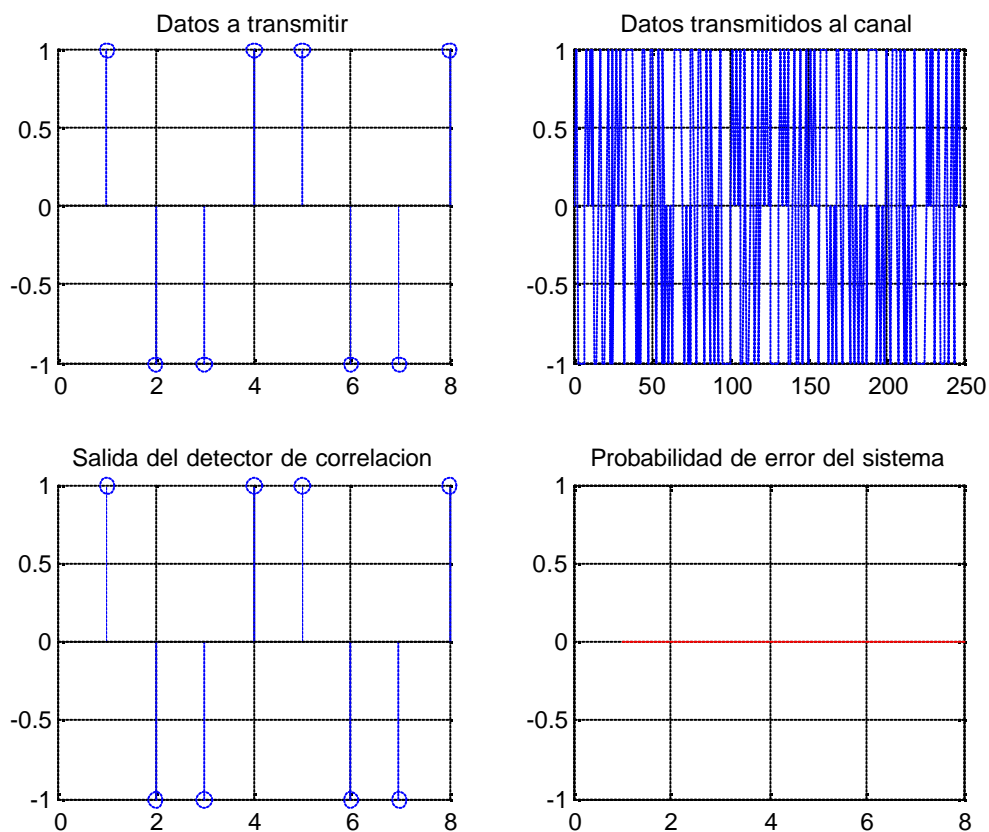 Datos a transmitir
1
0.5
0
-0.5
-1
0 2 4 6 8
Datos transmitidos al canal
1
0.5
0
-0.5
-1
0 50 100 150 200 250
Salida del detector de correlacion
1
0.5
0
-0.5
-1
0 2 4 6 8
Probabilidad de error del sistema
1
0.5
0
-0.5
-1
0 2 4 6 8